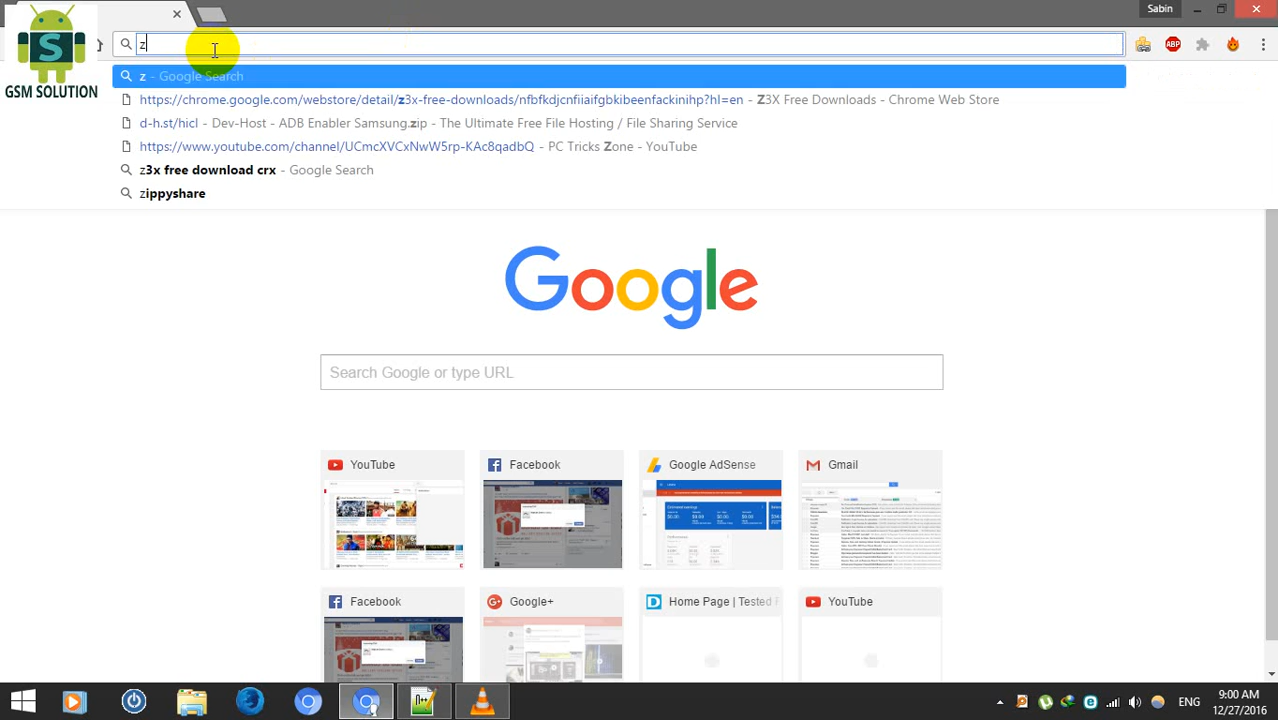 Sabin
z
GSM SOLUTION
z - Google Search
https://chrome.google.com/webstore/detail/z3x-free-downloads/nfbfkdjcnfiiaifgbkibeenfackinihp?hl=en - Z3X Free Downloads - Chrome Web Store
d-h.st/hicl - Dev-Host - ADB Enabler Samsung.zip - The Ultimate Free File Hosting / File Sharing Service
https://www.youtube.com/channel/UCmcXVCxNwW5rp-KAc8qadbQ - PC Tricks Zone - YouTube
z3x free download crx - Google Search
zippyshare
Google
Search Google or type URL
YouTube
Facebook
Google AdSense
Gmail
Facebook
Google+
Home Page | Tested F
YouTube
ABP
N++
ENG
9:00 AM
12/27/2016